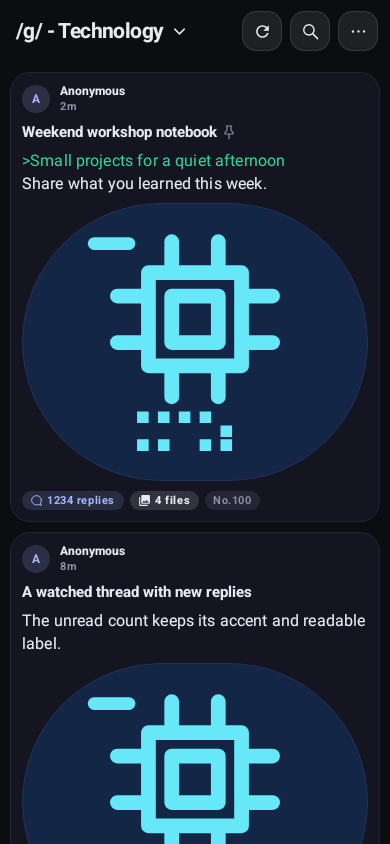 /g/ - Technology
A
Anonymous
2m
Weekend workshop notebook
>Small projects for a quiet afternoon
Share what you learned this week.
1234 replies
4 files
No.100
A
Anonymous
8m
A watched thread with new replies
The unread count keeps its accent and readable
label.